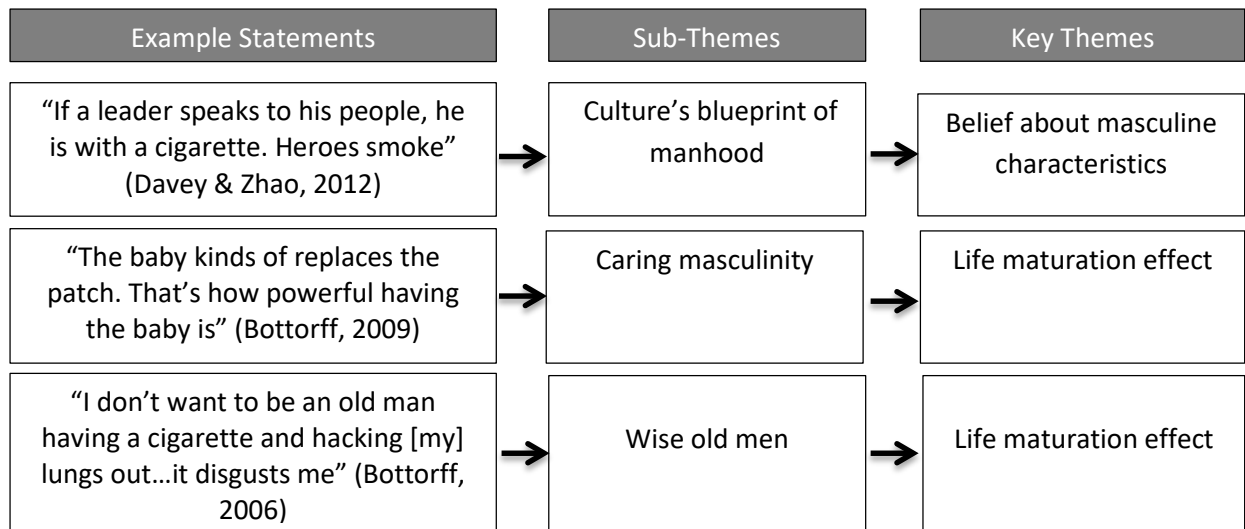 Example Statements
Sub-Themes
Key Themes
“If a leader speaks to his people, he
is with a cigarette. Heroes smoke”
(Davey & Zhao, 2012)
Culture’s blueprint of
manhood
Belief about masculine
characteristics
“The baby kinds of replaces the
patch. That’s how powerful having
the baby is” (Bottorff, 2009)
Caring masculinity
Life maturation effect
“I don’t want to be an old man
having a cigarette and hacking [my]
lungs out…it disgusts me” (Bottorff,
2006)
Wise old men
Life maturation effect